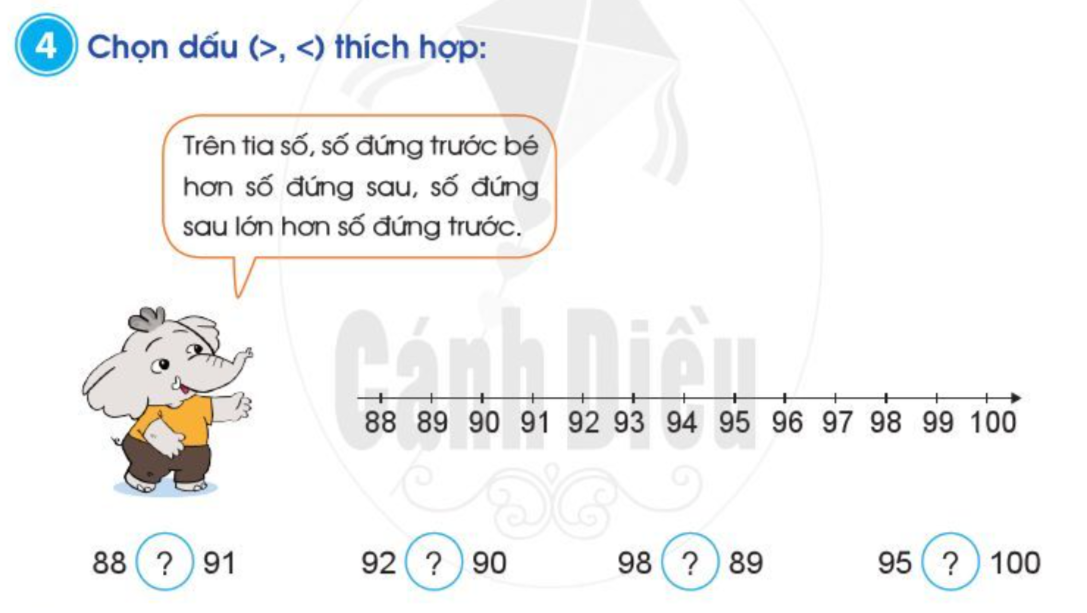 4 Chọn dấu (>, <) thích hợp:
Trên tia số, số đứng trước bé
hơn số đứng sau, số đứng
sau lớn hơn số đứng trước.
Cánh Diều
88 89 90 91 92 93 94 95 96 97 98 99 100
88 ? 91 92 ? 90 98 ? 89 95 ? 100